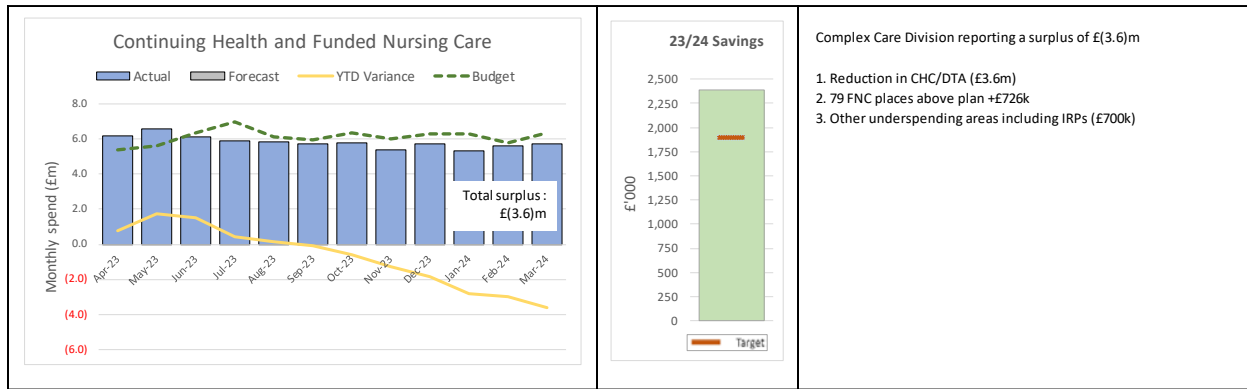 Continuing Health and Funded Nursing Care
Actual Forecast YTD Variance Budget
Monthly spend (£m)
8.0
6.0
4.0
2.0
0.0
(2.0)
(4.0)
(6.0)
Apr-23 May-23 Jun-23 Jul-23 Aug-23 Sep-23 Oct-23 Nov-23 Dec-23 Jan-24 Feb-24 Mar-24
Total surplus :
£(3.6)m
23/24 Savings
£'000
2,500
2,250
2,000
1,750
1,500
1,250
1,000
750
500
250
0
Target
Complex Care Division reporting a surplus of £(3.6)m
1. Reduction in CHC/DTA (£3.6m)
2. 79 FNC places above plan +£726k
3. Other underspending areas including IRPs (£700k)